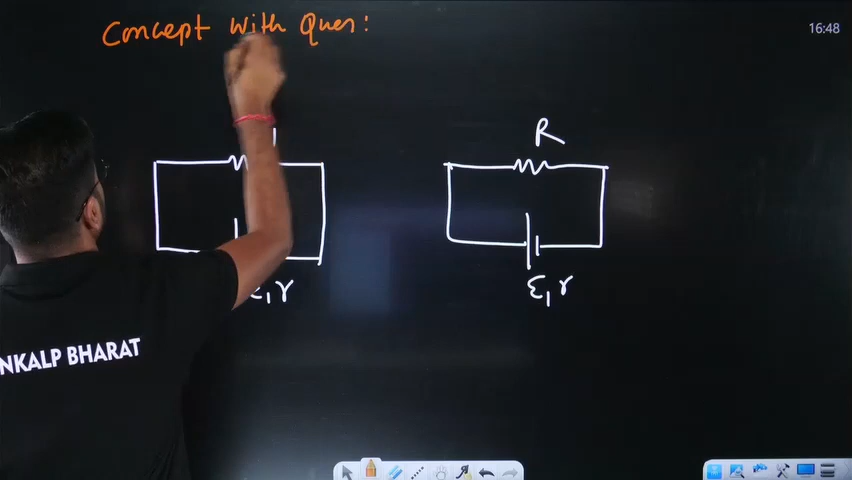 Concept with Ques:
16:48
R
ε, r
ε, r
NKALP BHARAT